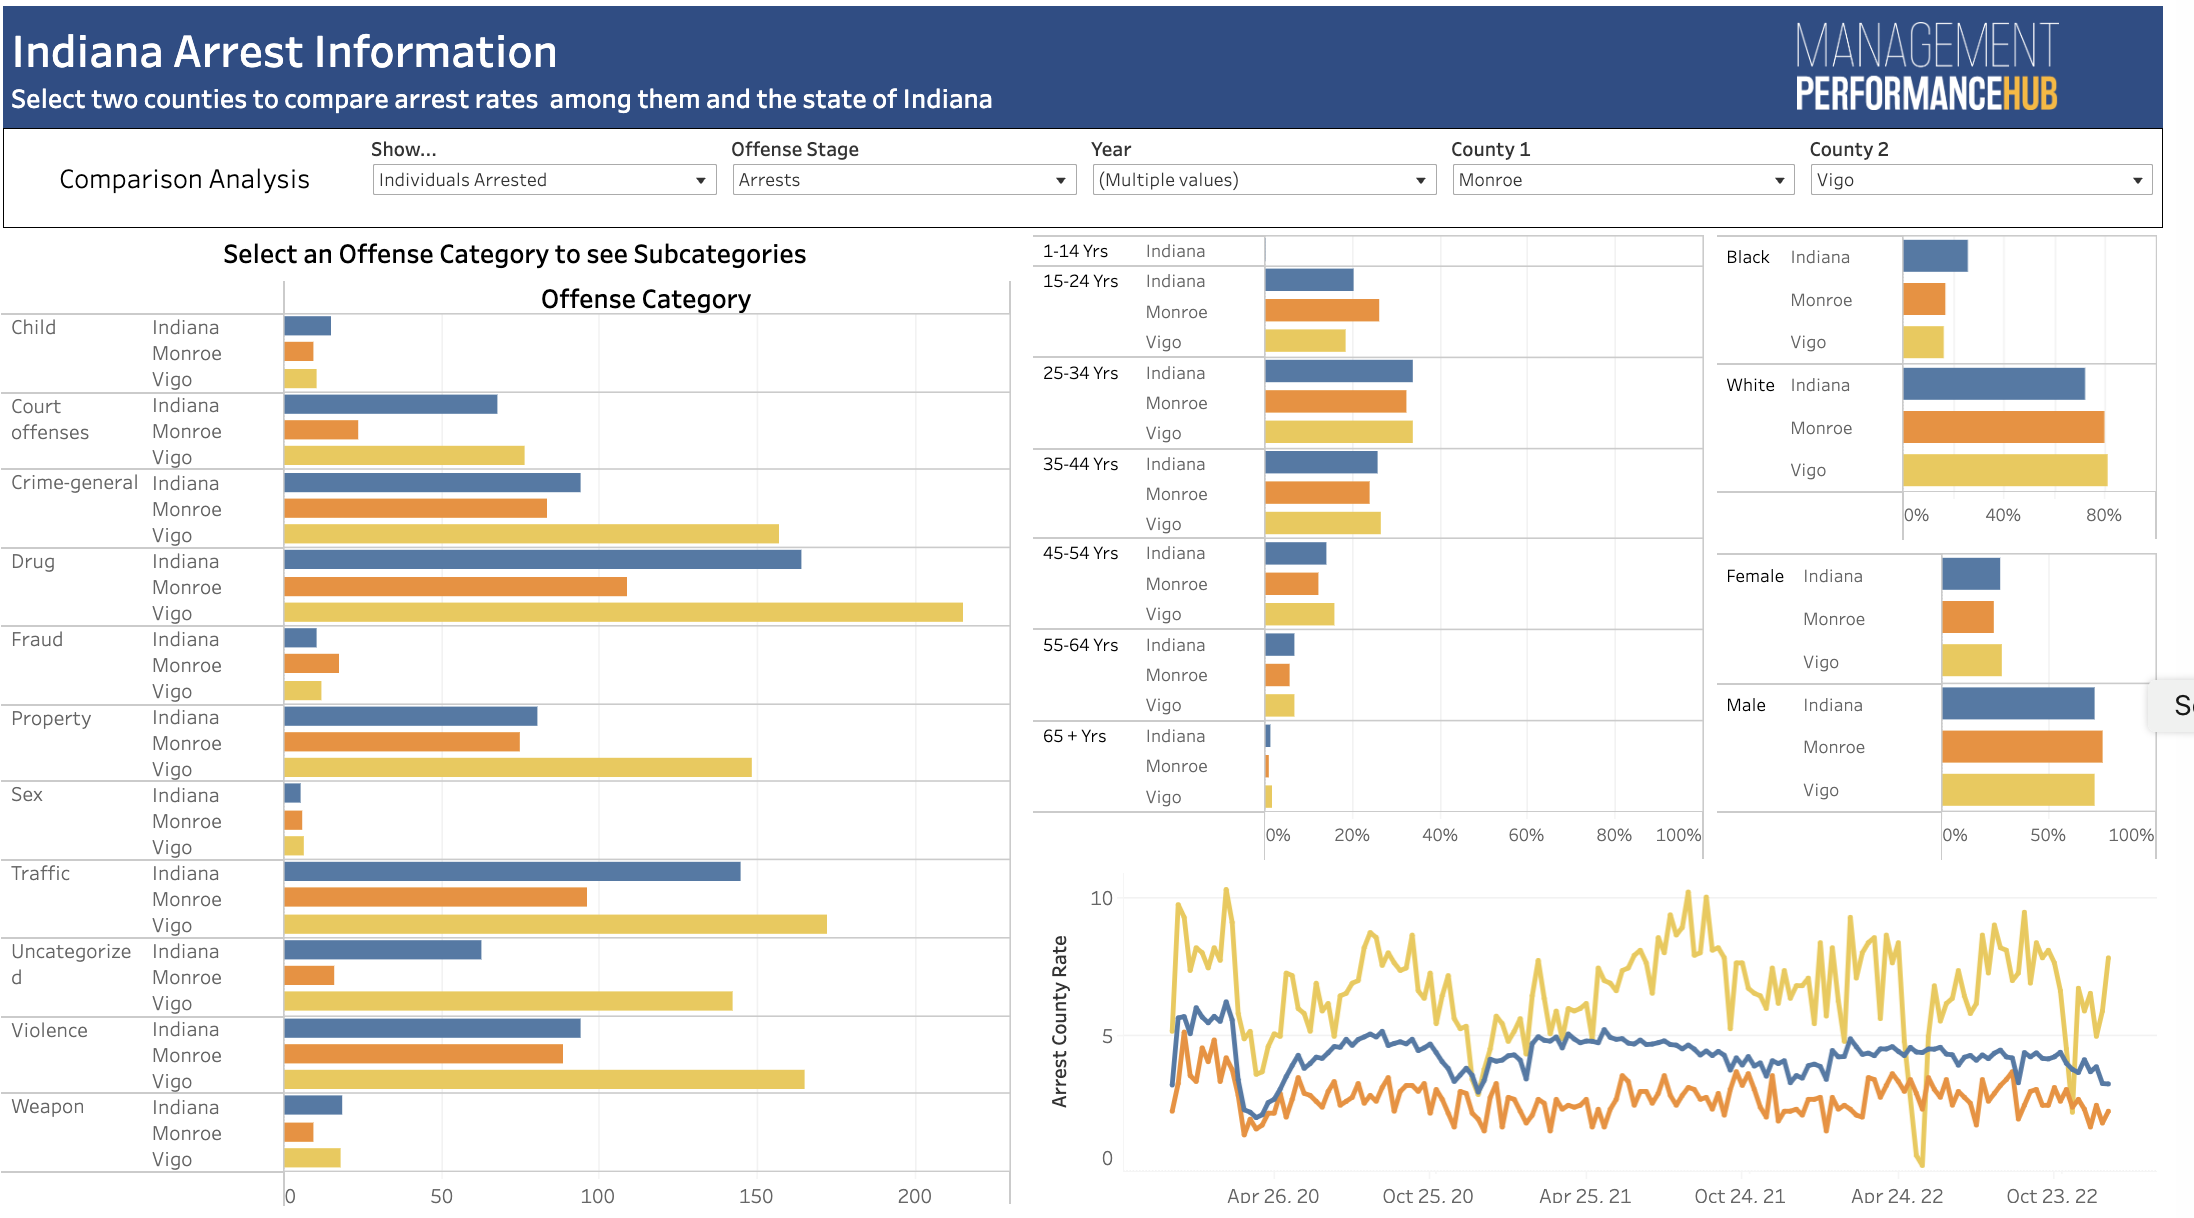 Indiana Arrest Information
Select two counties to compare arrest rates  among them and the state of Indiana
MANAGEMENT
PERFORMANCEHUB
Comparison Analysis
Show...
Individuals Arrested
Offense Stage
Arrests
Year
(Multiple values)
County 1
Monroe
County 2
Vigo
Select an Offense Category to see Subcategories
Offense Category
Child
Indiana
Monroe
Vigo
Court
offenses
Indiana
Monroe
Vigo
Crime-general
Indiana
Monroe
Vigo
Drug
Indiana
Monroe
Vigo
Fraud
Indiana
Monroe
Vigo
Property
Indiana
Monroe
Vigo
Sex
Indiana
Monroe
Vigo
Traffic
Indiana
Monroe
Vigo
Uncategorize
d
Indiana
Monroe
Vigo
Violence
Indiana
Monroe
Vigo
Weapon
Indiana
Monroe
Vigo
0 50 100 150 200
1-14 Yrs Indiana
15-24 Yrs Indiana
Monroe
Vigo
25-34 Yrs Indiana
Monroe
Vigo
35-44 Yrs Indiana
Monroe
Vigo
45-54 Yrs Indiana
Monroe
Vigo
55-64 Yrs Indiana
Monroe
Vigo
65 + Yrs Indiana
Monroe
Vigo
0% 20% 40% 60% 80% 100%
Black Indiana
Monroe
Vigo
White Indiana
Monroe
Vigo
0% 40% 80%
Female Indiana
Monroe
Vigo
Male Indiana
Monroe
Vigo
0% 50% 100%
Arrest County Rate
10
5
0
Apr 26, 20 Oct 25, 20 Apr 25, 21 Oct 24, 21 Apr 24, 22 Oct 23, 22